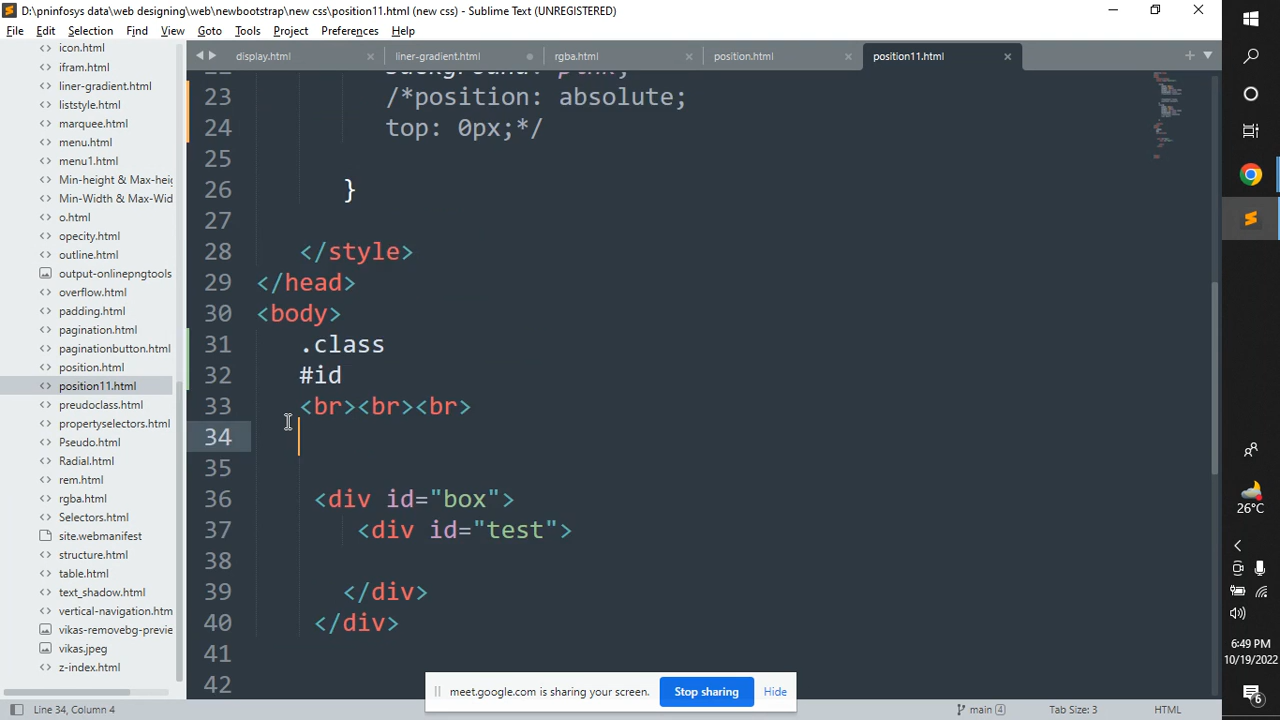 D:\pninfosys data\web designing\web\newbootstrap\new css\position11.html (new css) - Sublime Text (UNREGISTERED)
File Edit Selection Find View Goto Tools Project Preferences Help
display.html
liner-gradient.html
rgba.html
position.html
position11.html
icon.html
ifram.html
liner-gradient.html
liststyle.html
marquee.html
menu.html
menu1.html
Min-height & Max-hei
Min-Width & Max-Wid
o.html
opecity.html
outline.html
output-onlinepngtools
overflow.html
padding.html
pagination.html
paginationbutton.html
position.html
position11.html
preudoclass.html
propertyselectors.html
Pseudo.html
Radial.html
rem.html
rgba.html
Selectors.html
site.webmanifest
structure.html
table.html
text_shadow.html
vertical-navigation.htm
vikas-removebg-previe
vikas.jpeg
z-index.html
22 background: pink;
23 /*position: absolute;
24 top: 0px;*/
25
26 }
27
28 </style>
29 </head>
30 <body>
31 .class
32 #id
33 <br><br><br>
34
35
36 <div id="box">
37 <div id="test">
38
39 </div>
40 </div>
41
42
meet.google.com is sharing your screen. Stop sharing Hide
Line 34, Column 4
main 4
Tab Size: 3
HTML
26°C
6:49 PM
10/19/2022
6